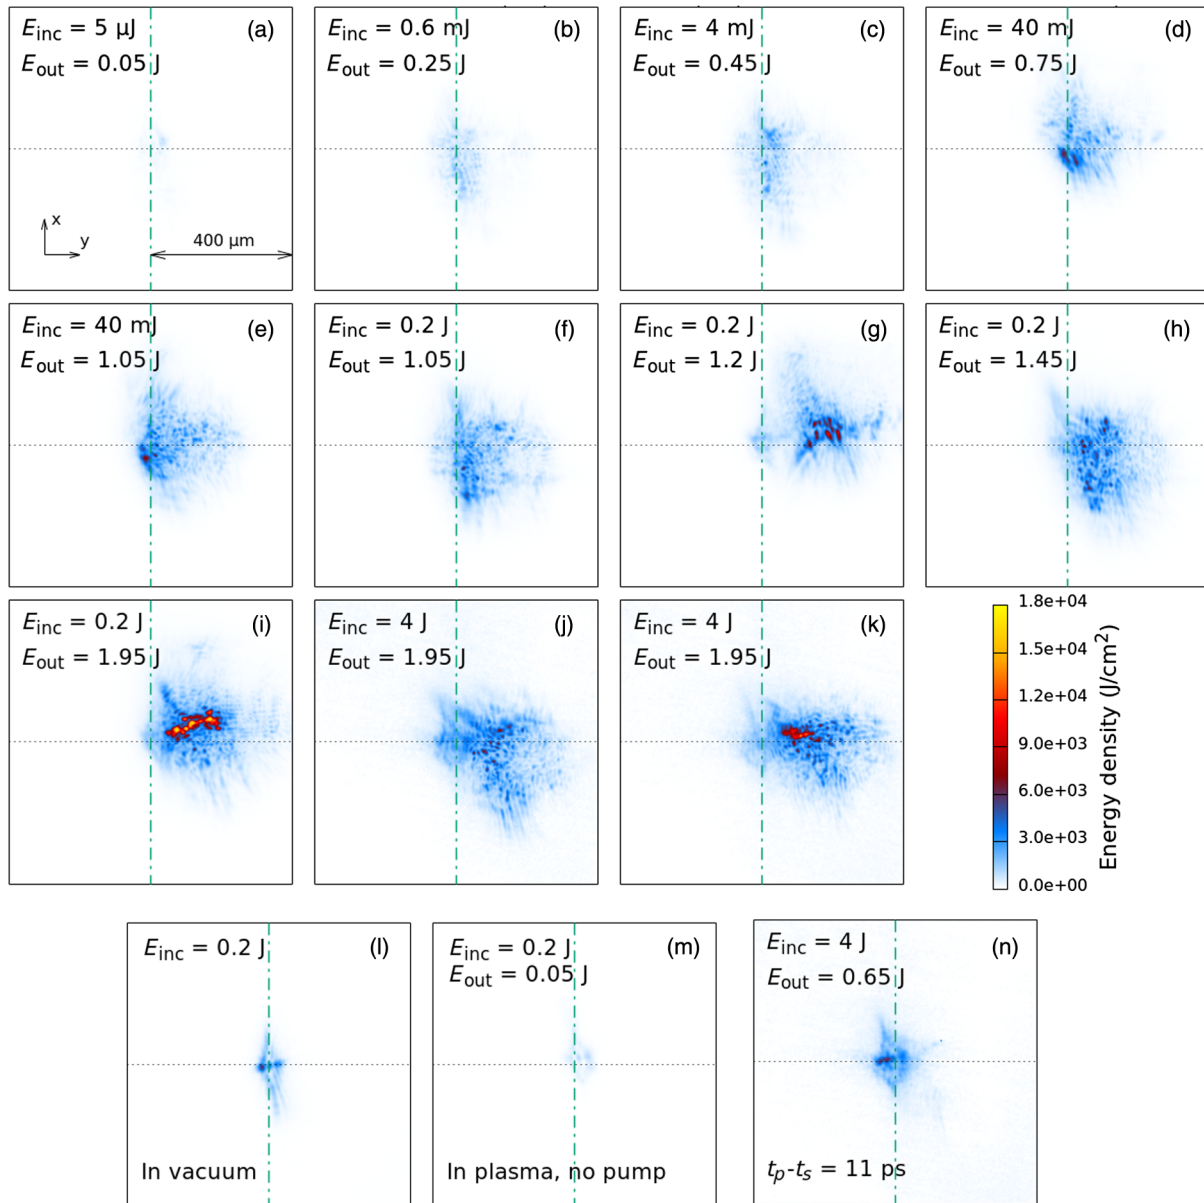 E_inc = 5 µJ (a)
E_out = 0.05 J
x
y
400 µm
E_inc = 0.6 mJ (b)
E_out = 0.25 J
E_inc = 4 mJ (c)
E_out = 0.45 J
E_inc = 40 mJ (d)
E_out = 0.75 J
E_inc = 40 mJ (e)
E_out = 1.05 J
E_inc = 0.2 J (f)
E_out = 1.05 J
E_inc = 0.2 J (g)
E_out = 1.2 J
E_inc = 0.2 J (h)
E_out = 1.45 J
E_inc = 0.2 J (i)
E_out = 1.95 J
E_inc = 4 J (j)
E_out = 1.95 J
E_inc = 4 J (k)
E_out = 1.95 J
1.8e+04
1.5e+04
1.2e+04
9.0e+03
6.0e+03
3.0e+03
0.0e+00
Energy density (J/cm²)
E_inc = 0.2 J (l)
In vacuum
E_inc = 0.2 J (m)
E_out = 0.05 J
In plasma, no pump
E_inc = 4 J (n)
E_out = 0.65 J
t_p-t_s = 11 ps